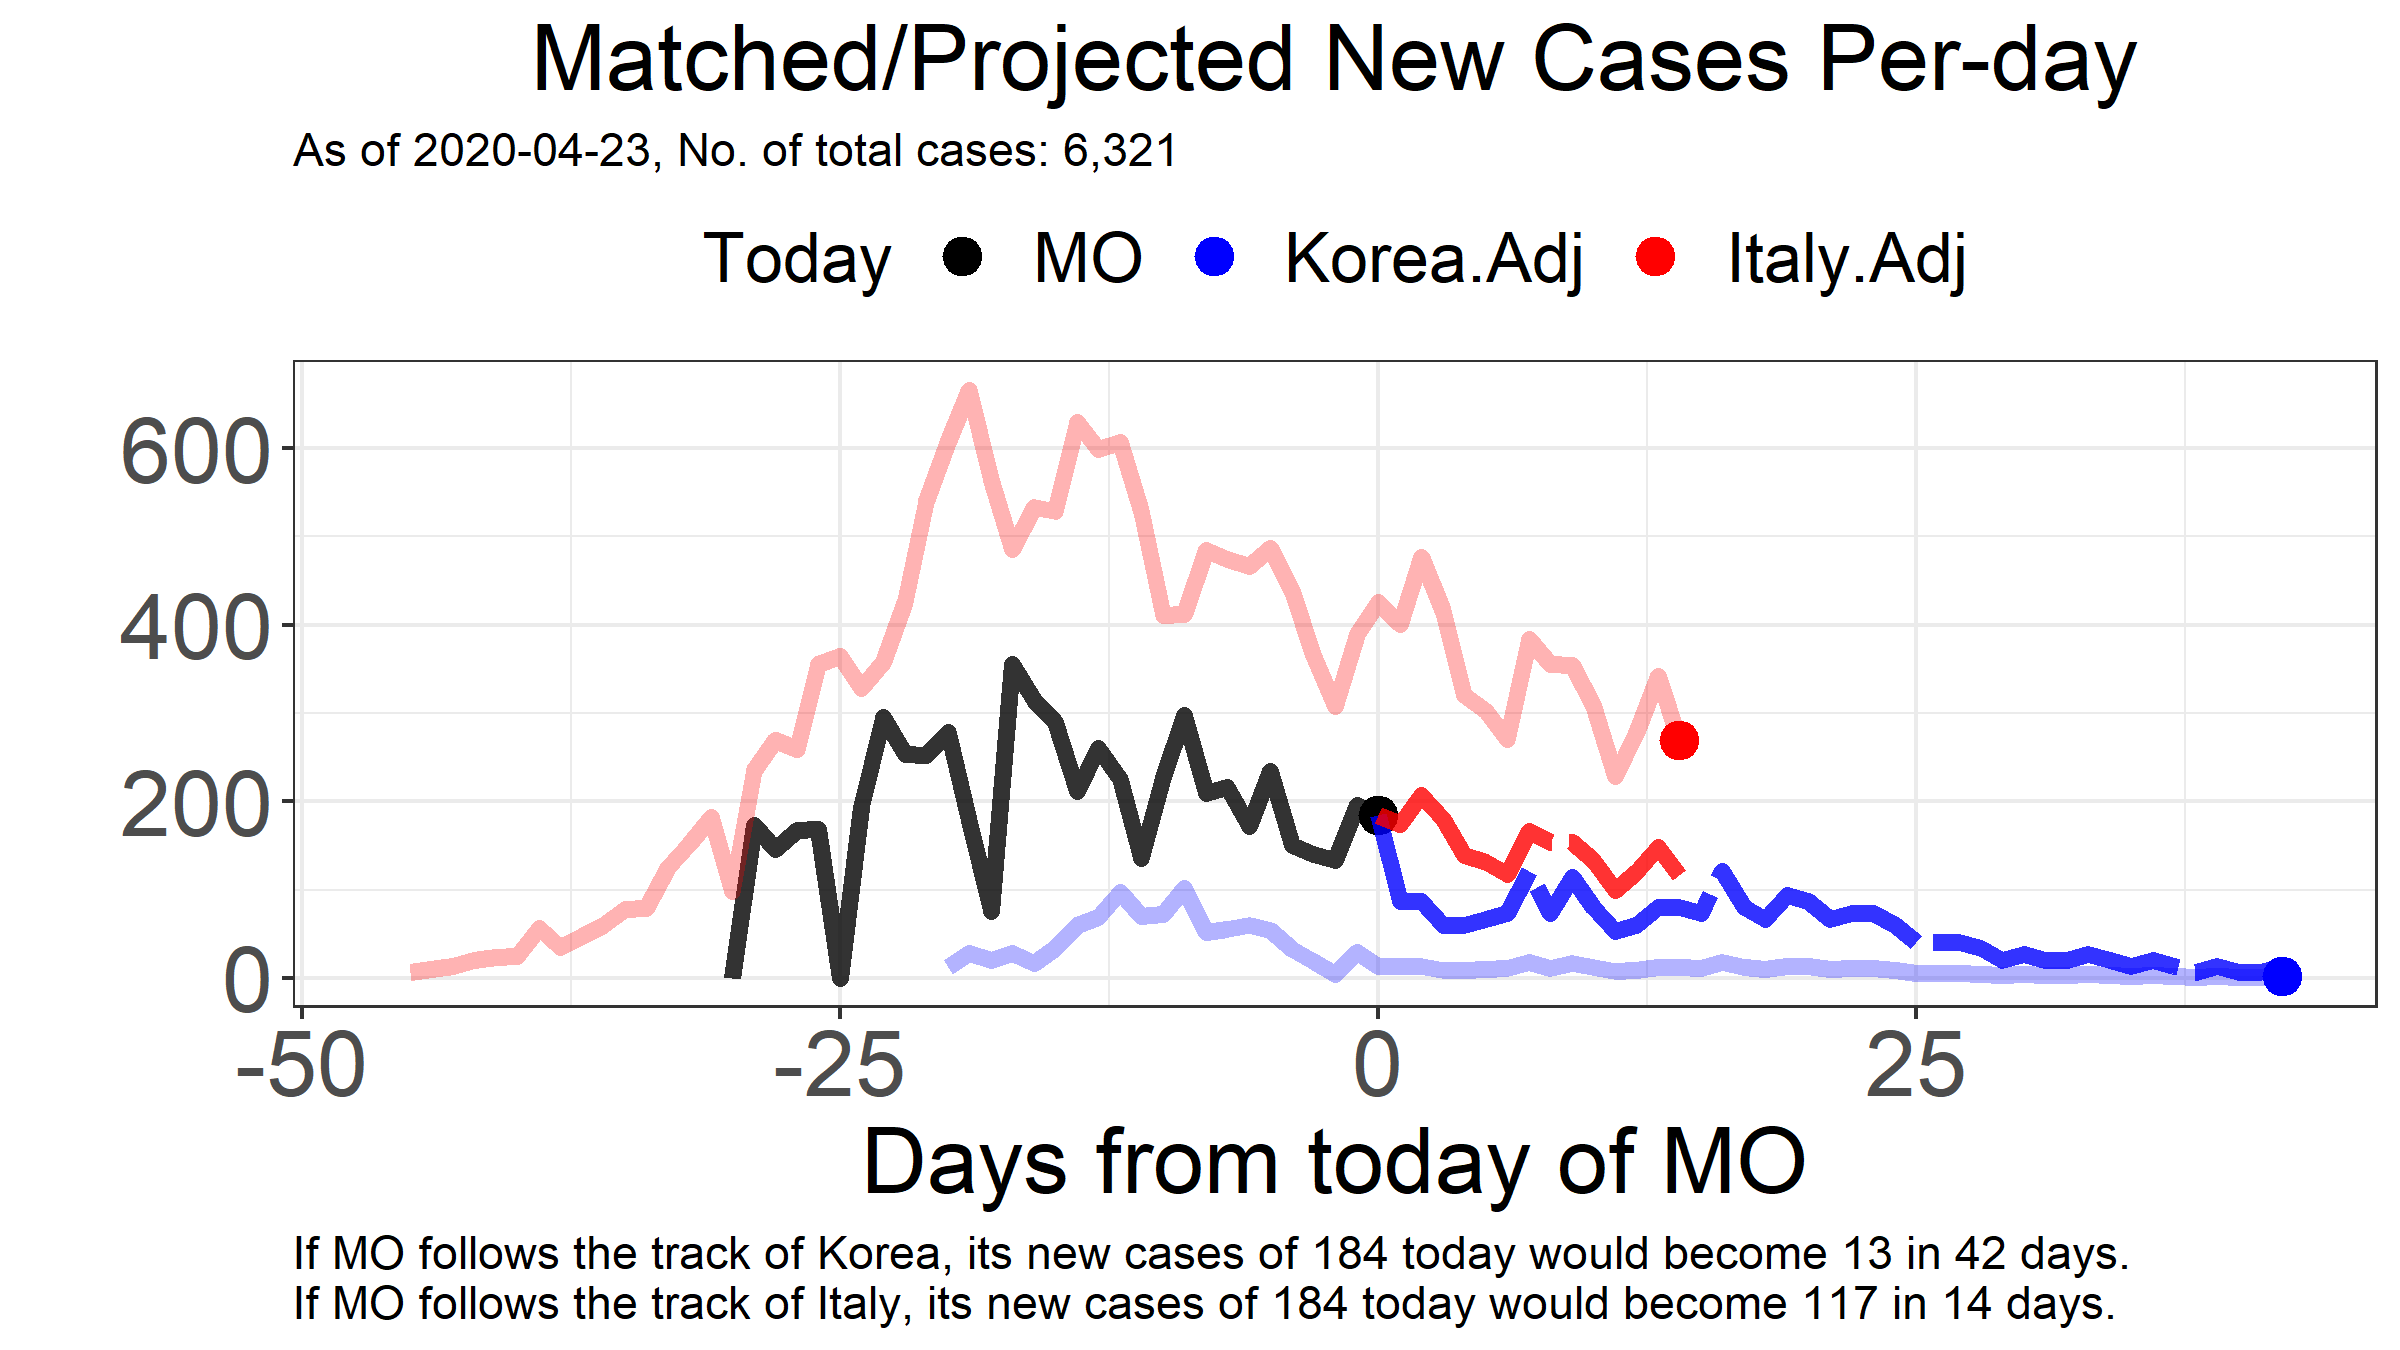 Matched/Projected New Cases Per-day
As of 2020-04-23, No. of total cases: 6,321
Today MO Korea.Adj Italy.Adj
600
400
200
0
-50 -25 0 25
Days from today of MO
If MO follows the track of Korea, its new cases of 184 today would become 13 in 42 days.
If MO follows the track of Italy, its new cases of 184 today would become 117 in 14 days.